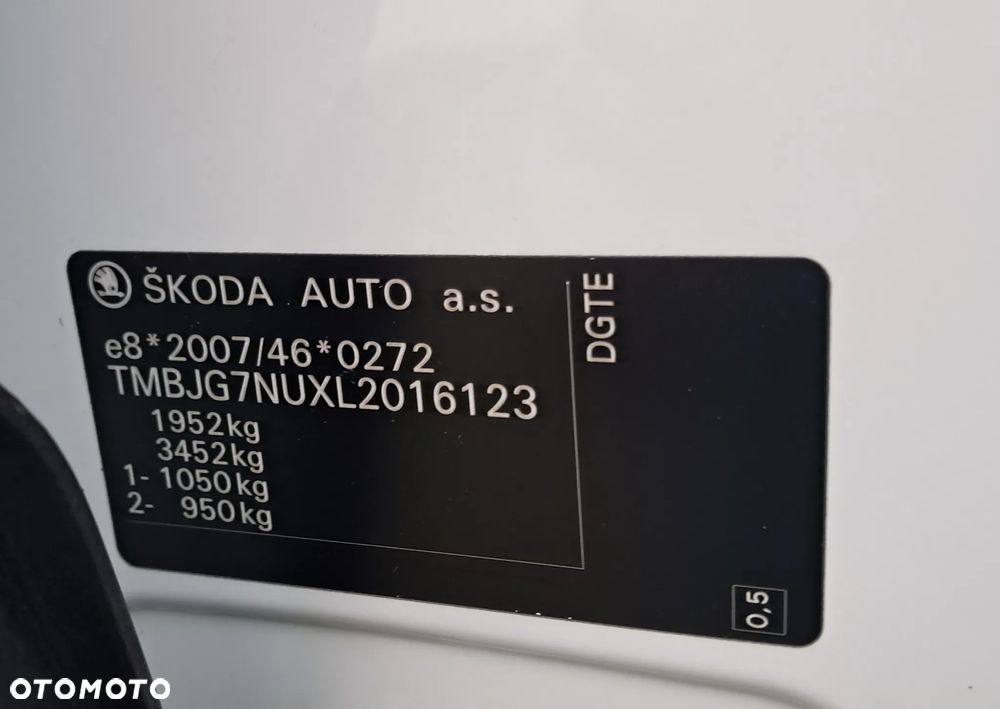 ŠKODA AUTO a.s.
e8*2007/46*0272
TMBJG7NUXL2016123
1952kg
3452kg
1- 1050kg
2- 950kg
DGTE
0,5
OTOMOTO